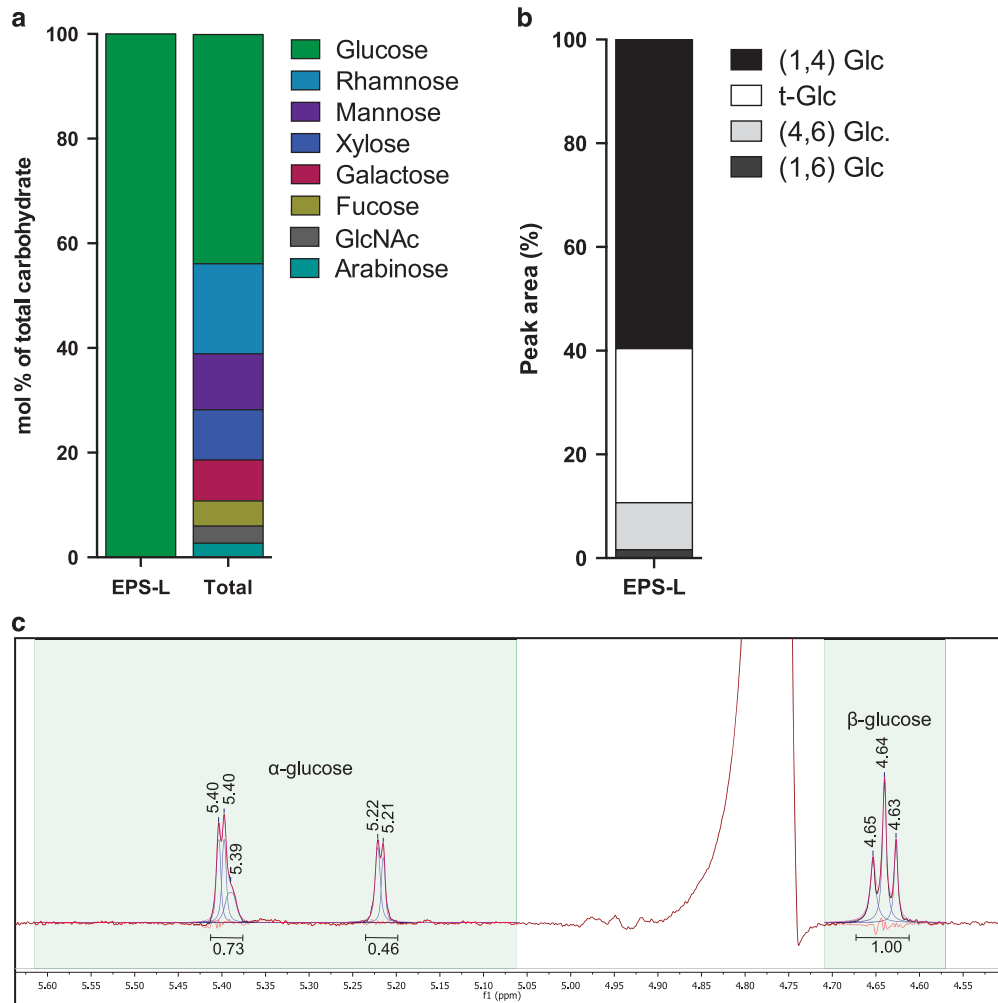 a
mol % of total carbohydrate
100
80
60
40
20
0
EPS-L Total
Glucose
Rhamnose
Mannose
Xylose
Galactose
Fucose
GlcNAc
Arabinose
b
Peak area (%)
100
80
60
40
20
0
EPS-L
(1,4) Glc
t-Glc
(4,6) Glc.
(1,6) Glc
c
α-glucose
β-glucose
5.40 5.40 5.39 5.22 5.21 4.65 4.64 4.63
0.73 0.46 1.00
5.60 5.55 5.50 5.45 5.40 5.35 5.30 5.25 5.20 5.15 5.10 5.05 5.00 4.95 4.90 4.85 4.80 4.75 4.70 4.65 4.60 4.55
f1 (ppm)